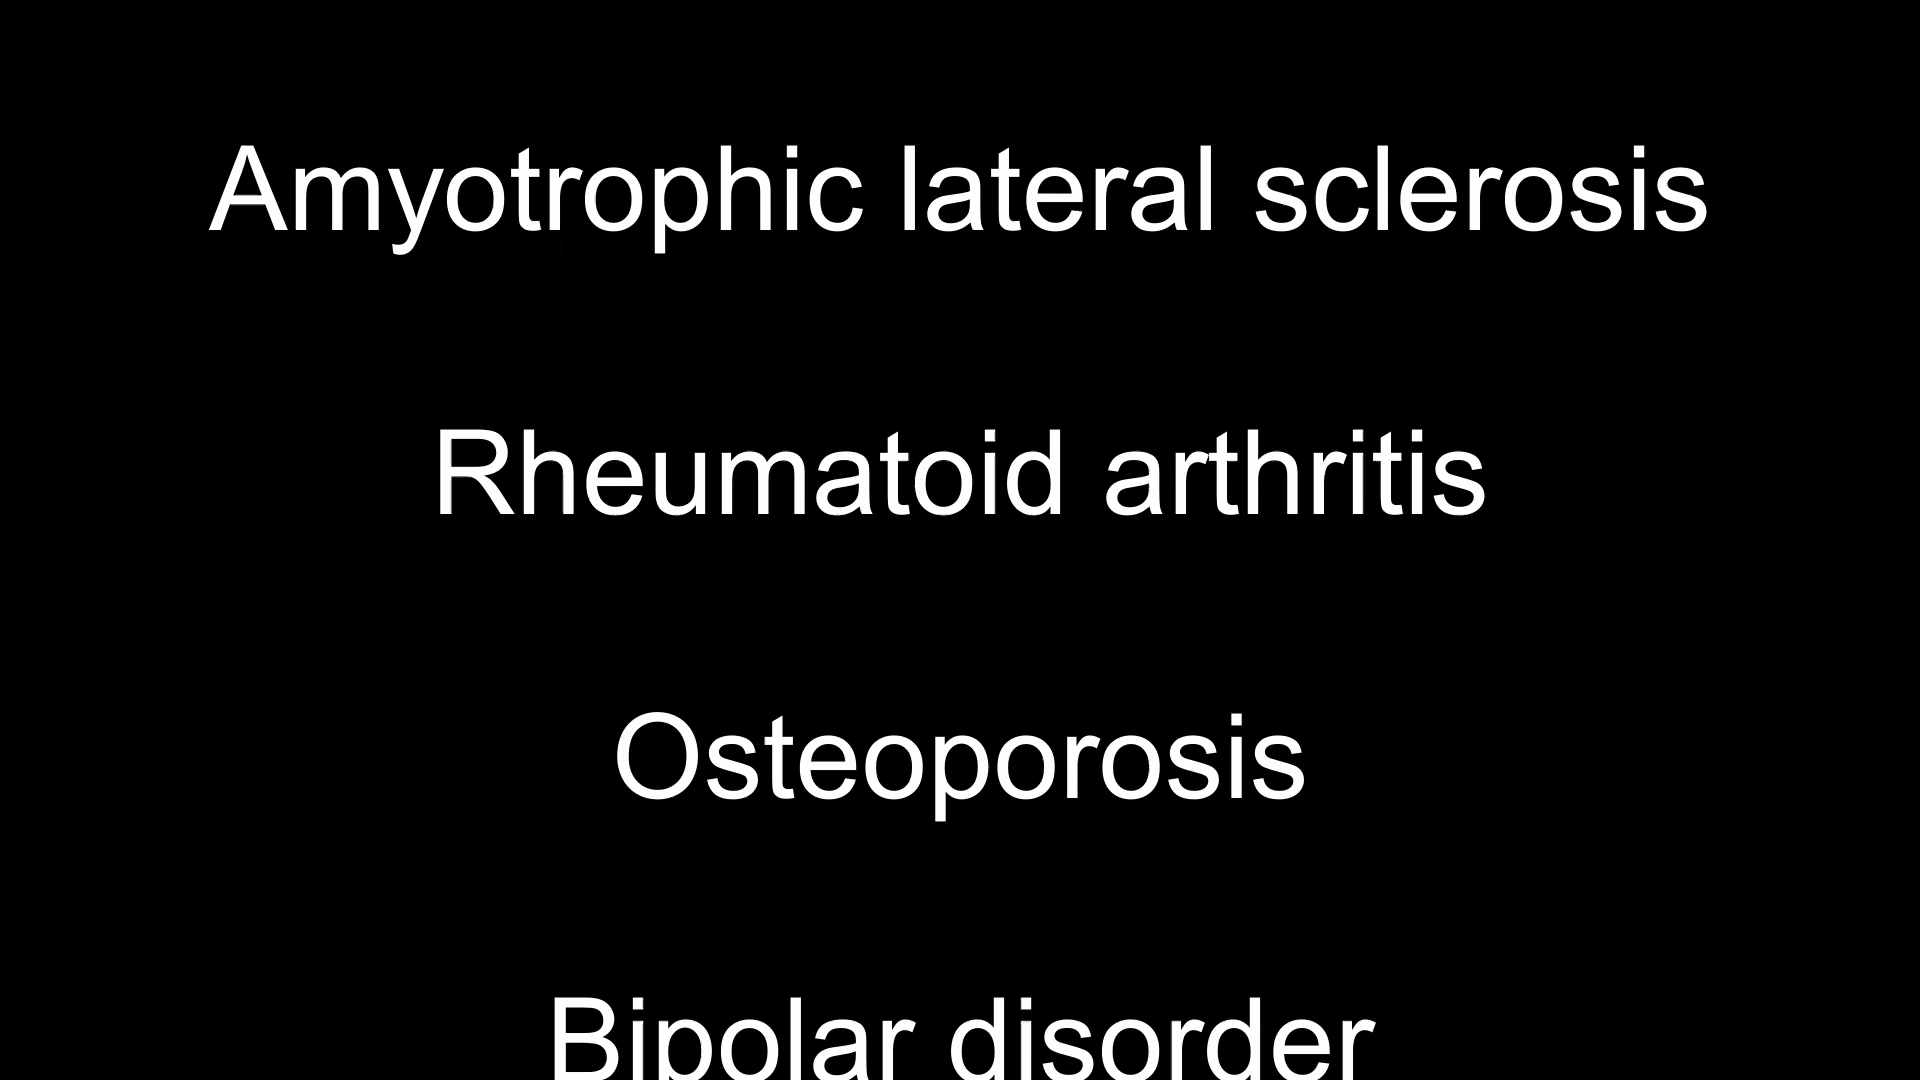 Amyotrophic lateral sclerosis
Rheumatoid arthritis
Osteoporosis
Bipolar disorder